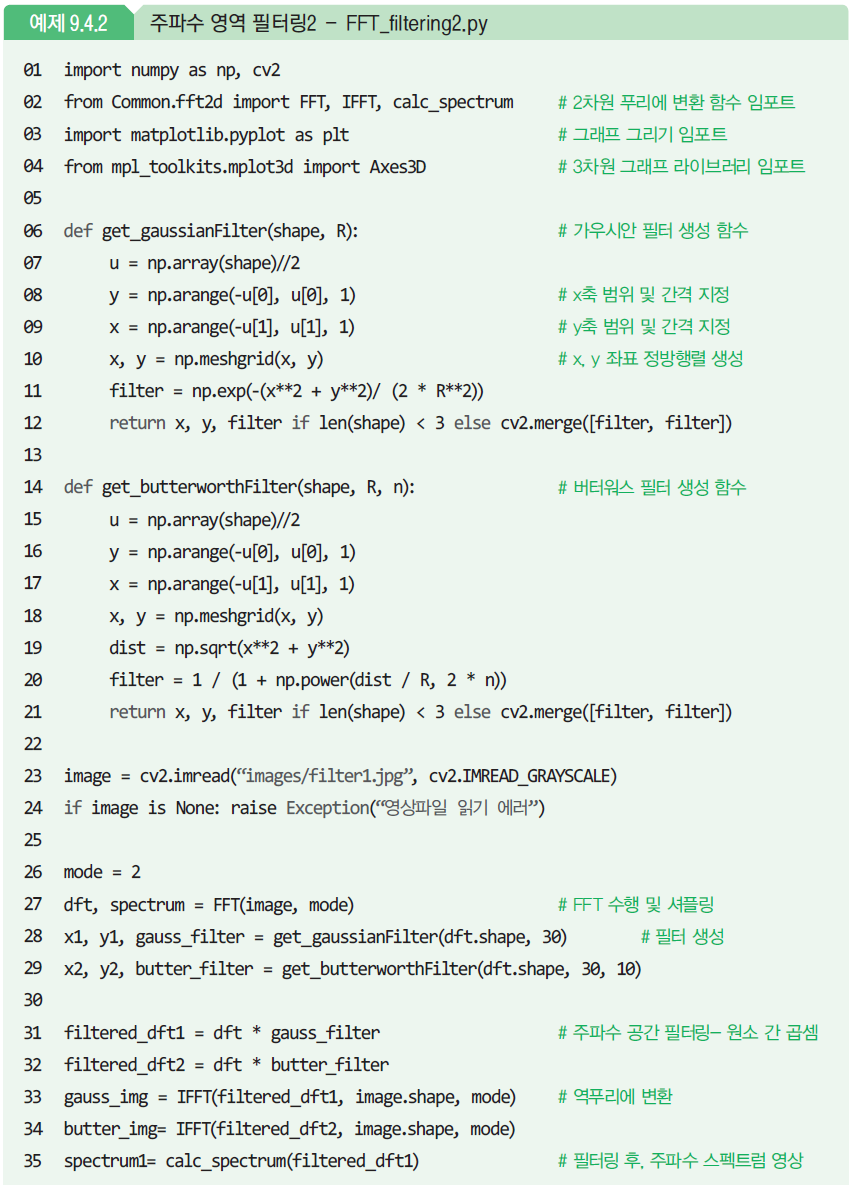 예제 9.4.2 주파수 영역 필터링2 - FFT_filtering2.py
01 import numpy as np, cv2
02 from Common.fft2d import FFT, IFFT, calc_spectrum # 2차원 푸리에 변환 함수 임포트
03 import matplotlib.pyplot as plt # 그래프 그리기 임포트
04 from mpl_toolkits.mplot3d import Axes3D # 3차원 그래프 라이브러리 임포트
05
06 def get_gaussianFilter(shape, R): # 가우시안 필터 생성 함수
07     u = np.array(shape)//2
08     y = np.arange(-u[0], u[0], 1) # x축 범위 및 간격 지정
09     x = np.arange(-u[1], u[1], 1) # y축 범위 및 간격 지정
10     x, y = np.meshgrid(x, y) # x, y 좌표 정방행렬 생성
11     filter = np.exp(-(x**2 + y**2)/ (2 * R**2))
12     return x, y, filter if len(shape) < 3 else cv2.merge([filter, filter])
13
14 def get_butterworthFilter(shape, R, n): # 버터워스 필터 생성 함수
15     u = np.array(shape)//2
16     y = np.arange(-u[0], u[0], 1)
17     x = np.arange(-u[1], u[1], 1)
18     x, y = np.meshgrid(x, y)
19     dist = np.sqrt(x**2 + y**2)
20     filter = 1 / (1 + np.power(dist / R, 2 * n))
21     return x, y, filter if len(shape) < 3 else cv2.merge([filter, filter])
22
23 image = cv2.imread(“images/filter1.jpg”, cv2.IMREAD_GRAYSCALE)
24 if image is None: raise Exception(“영상파일 읽기 에러”)
25
26 mode = 2
27 dft, spectrum = FFT(image, mode) # FFT 수행 및 셔플링
28 x1, y1, gauss_filter = get_gaussianFilter(dft.shape, 30) # 필터 생성
29 x2, y2, butter_filter = get_butterworthFilter(dft.shape, 30, 10)
30
31 filtered_dft1 = dft * gauss_filter # 주파수 공간 필터링- 원소 간 곱셈
32 filtered_dft2 = dft * butter_filter
33 gauss_img = IFFT(filtered_dft1, image.shape, mode) # 역푸리에 변환
34 butter_img= IFFT(filtered_dft2, image.shape, mode)
35 spectrum1= calc_spectrum(filtered_dft1) # 필터링 후, 주파수 스펙트럼 영상